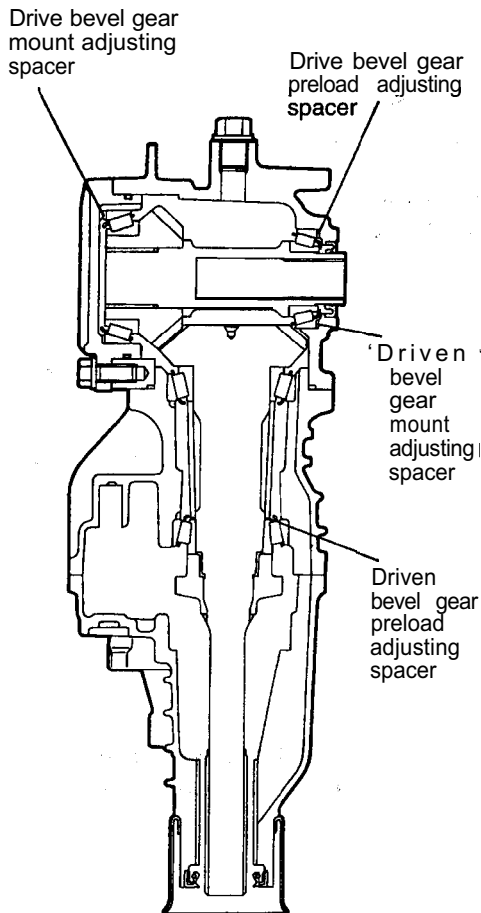 Drive bevel gear
mount adjusting
spacer
Drive bevel gear
preload adjusting
spacer
‘Driven
bevel
gear
mount
adjusting
spacer
Driven
bevel gear
preload
adjusting
spacer